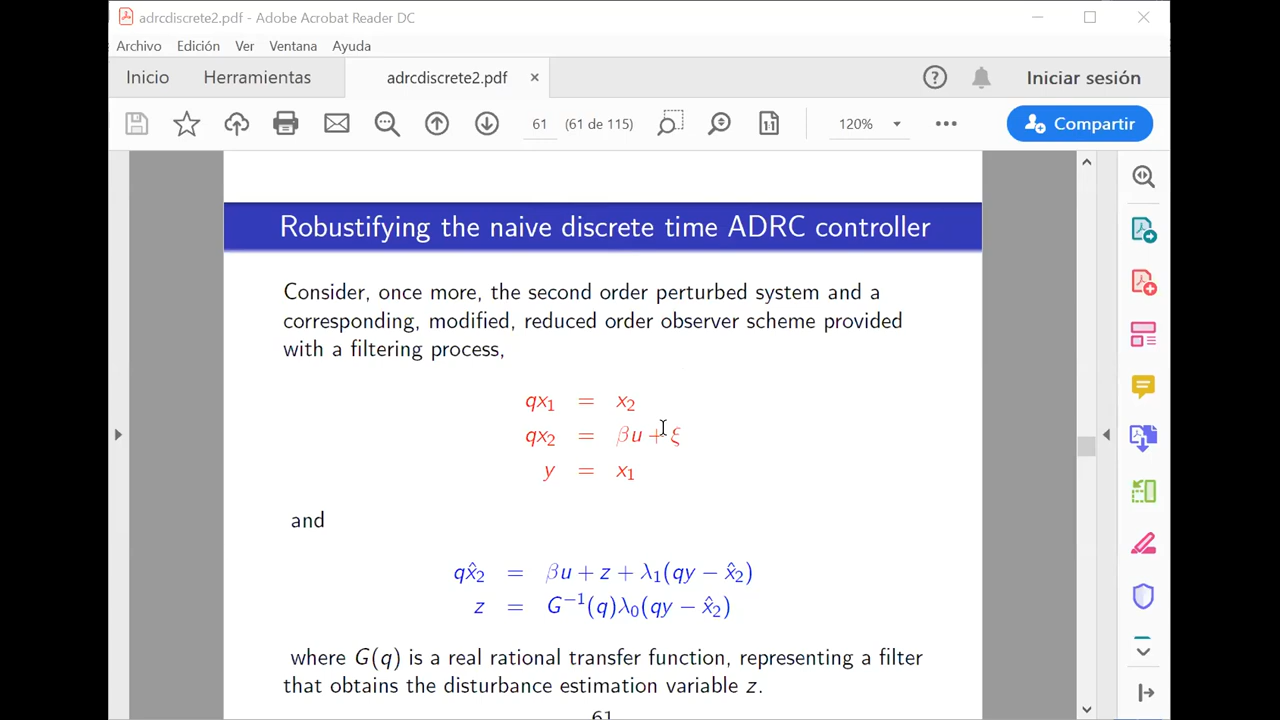 adrcdiscrete2.pdf - Adobe Acrobat Reader DC
Archivo Edición Ver Ventana Ayuda
Inicio Herramientas adrcdiscrete2.pdf × Iniciar sesión
61 (61 de 115) 120% Compartir
Robustifying the naive discrete time ADRC controller
Consider, once more, the second order perturbed system and a
corresponding, modified, reduced order observer scheme provided
with a filtering process,
qx₁ = x₂
qx₂ = βu + ξ
y = x₁
and
qx̂₂ = βu + z + λ₁(qy − x̂₂)
z = G⁻¹(q)λ₀(qy − x̂₂)
where G(q) is a real rational transfer function, representing a filter
that obtains the disturbance estimation variable z.
61